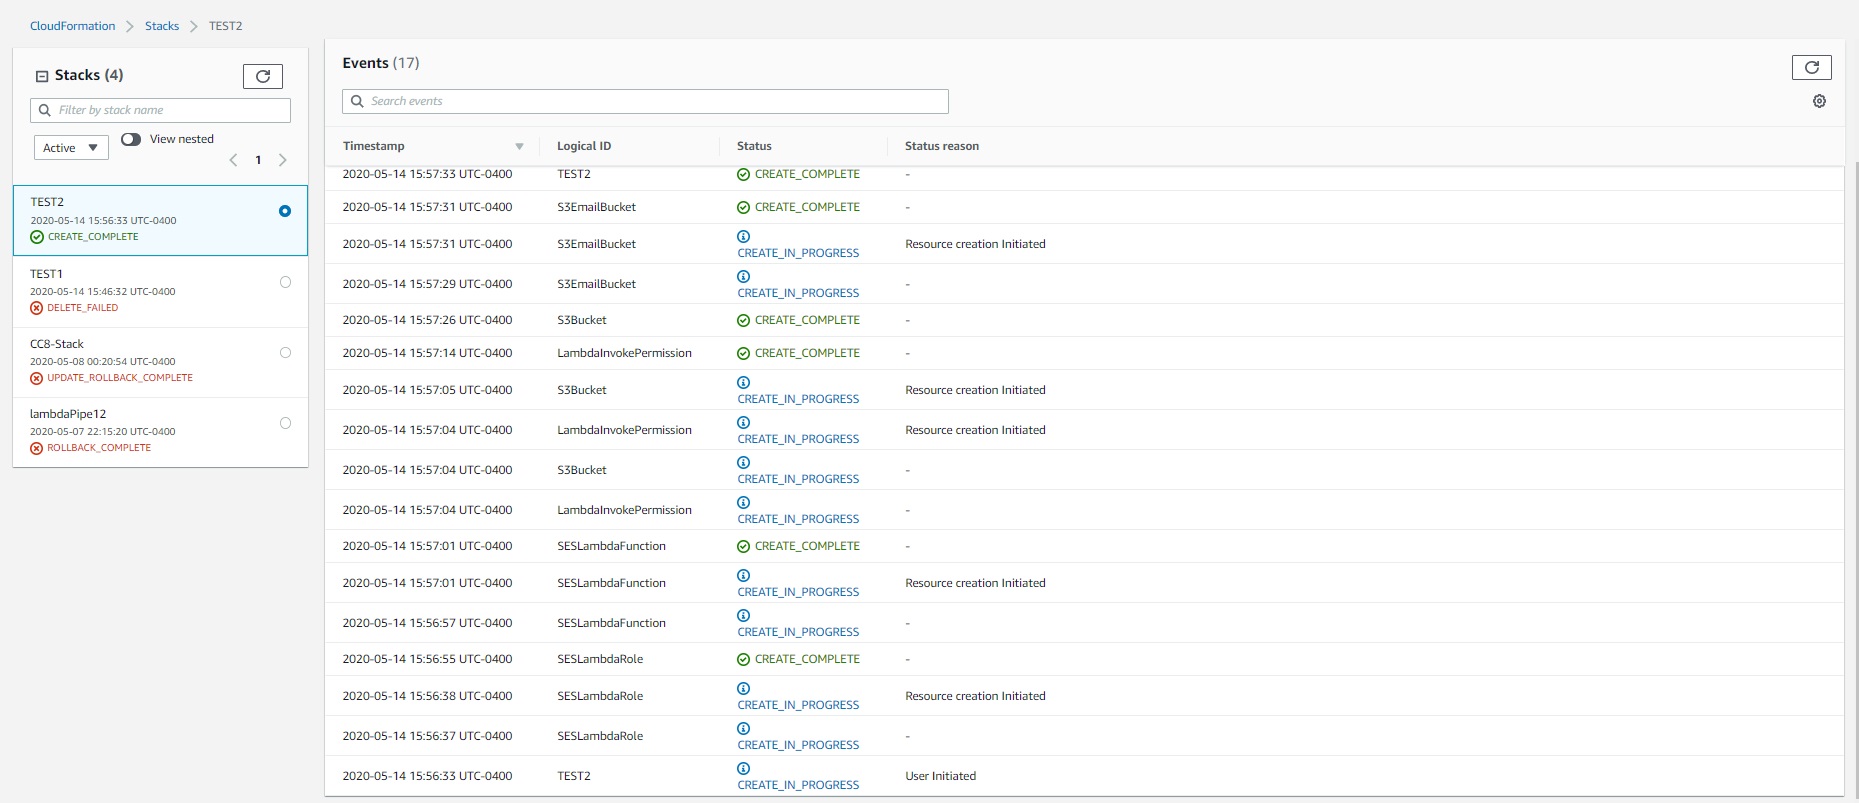 CloudFormation > Stacks > TEST2
Stacks (4)
Filter by stack name
Active View nested
1
TEST2
2020-05-14 15:56:33 UTC-0400
CREATE_COMPLETE
TEST1
2020-05-14 15:46:32 UTC-0400
DELETE_FAILED
CC8-Stack
2020-05-08 00:20:54 UTC-0400
UPDATE_ROLLBACK_COMPLETE
lambdaPipe12
2020-05-07 22:15:20 UTC-0400
ROLLBACK_COMPLETE
Events (17)
Search events
Timestamp Logical ID Status Status reason
2020-05-14 15:57:33 UTC-0400 TEST2 CREATE_COMPLETE -
2020-05-14 15:57:31 UTC-0400 S3EmailBucket CREATE_COMPLETE -
2020-05-14 15:57:31 UTC-0400 S3EmailBucket CREATE_IN_PROGRESS Resource creation Initiated
2020-05-14 15:57:29 UTC-0400 S3EmailBucket CREATE_IN_PROGRESS -
2020-05-14 15:57:26 UTC-0400 S3Bucket CREATE_COMPLETE -
2020-05-14 15:57:14 UTC-0400 LambdaInvokePermission CREATE_COMPLETE -
2020-05-14 15:57:05 UTC-0400 S3Bucket CREATE_IN_PROGRESS Resource creation Initiated
2020-05-14 15:57:04 UTC-0400 LambdaInvokePermission CREATE_IN_PROGRESS Resource creation Initiated
2020-05-14 15:57:04 UTC-0400 S3Bucket CREATE_IN_PROGRESS -
2020-05-14 15:57:04 UTC-0400 LambdaInvokePermission CREATE_IN_PROGRESS -
2020-05-14 15:57:01 UTC-0400 SESLambdaFunction CREATE_COMPLETE -
2020-05-14 15:57:01 UTC-0400 SESLambdaFunction CREATE_IN_PROGRESS Resource creation Initiated
2020-05-14 15:56:57 UTC-0400 SESLambdaFunction CREATE_IN_PROGRESS -
2020-05-14 15:56:55 UTC-0400 SESLambdaRole CREATE_COMPLETE -
2020-05-14 15:56:38 UTC-0400 SESLambdaRole CREATE_IN_PROGRESS Resource creation Initiated
2020-05-14 15:56:37 UTC-0400 SESLambdaRole CREATE_IN_PROGRESS -
2020-05-14 15:56:33 UTC-0400 TEST2 CREATE_IN_PROGRESS User Initiated